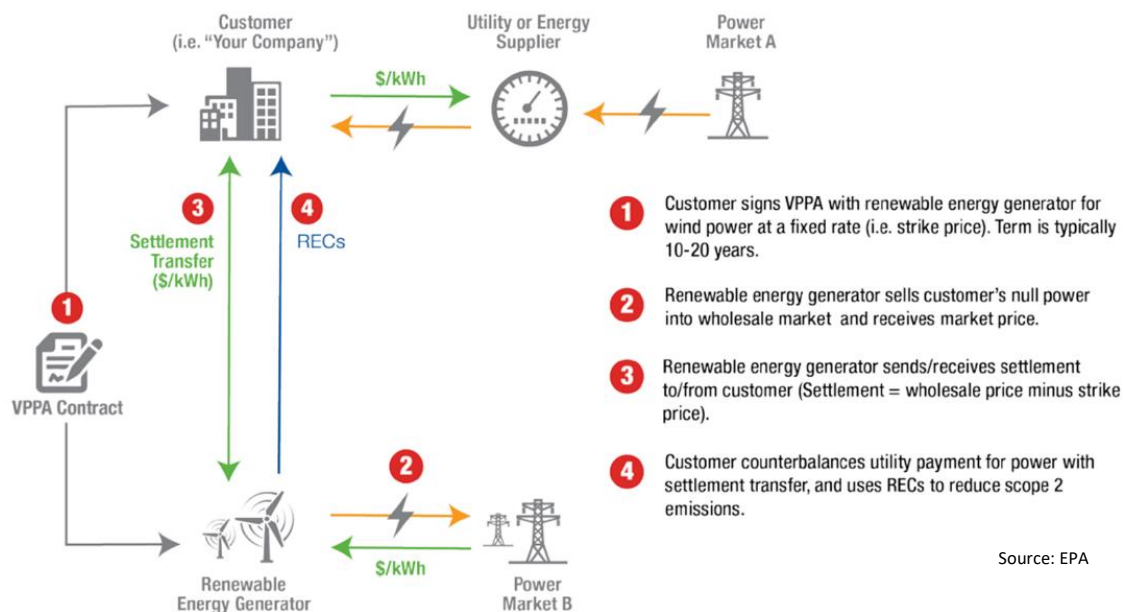 Customer
(i.e. “Your Company”)
Utility or Energy
Supplier
Power
Market A
$/kWh
3
4
Settlement
Transfer
($/kWh)
RECs
1
VPPA Contract
2
$/kWh
Renewable
Energy Generator
Power
Market B
1
Customer signs VPPA with renewable energy generator for
wind power at a fixed rate (i.e. strike price). Term is typically
10-20 years.
2
Renewable energy generator sells customer’s null power
into wholesale market and receives market price.
3
Renewable energy generator sends/receives settlement
to/from customer (Settlement = wholesale price minus strike
price).
4
Customer counterbalances utility payment for power with
settlement transfer, and uses RECs to reduce scope 2
emissions.
Source: EPA